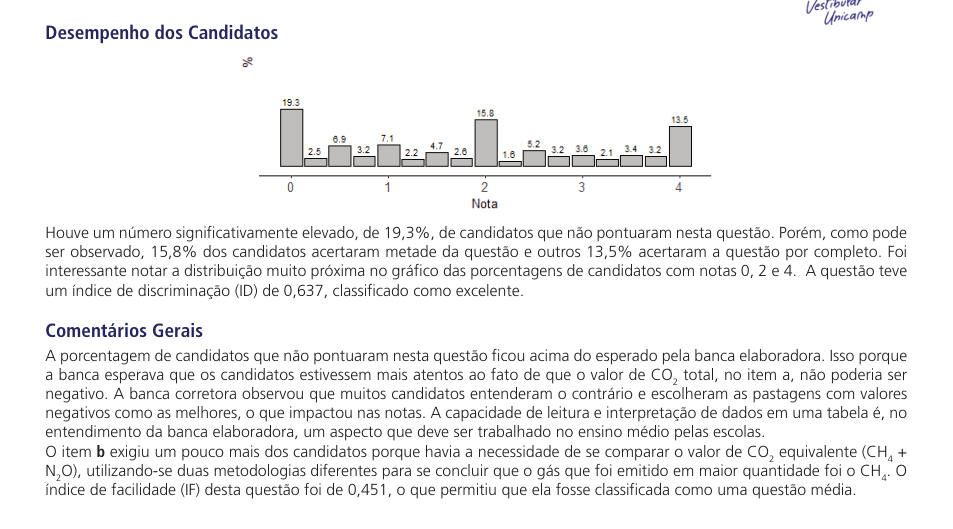 Vestibular
Unicamp
Desempenho dos Candidatos
%
19.3
2.5
6.9
3.2
7.1
2.2
4.7
2.6
15.8
1.6
5.2
3.2
3.6
2.1
3.4
3.2
13.5
0 1 2 3 4
Nota
Houve um número significativamente elevado, de 19,3%, de candidatos que não pontuaram nesta questão. Porém, como pode
ser observado, 15,8% dos candidatos acertaram metade da questão e outros 13,5% acertaram a questão por completo. Foi
interessante notar a distribuição muito próxima no gráfico das porcentagens de candidatos com notas 0, 2 e 4. A questão teve
um índice de discriminação (ID) de 0,637, classificado como excelente.
Comentários Gerais
A porcentagem de candidatos que não pontuaram nesta questão ficou acima do esperado pela banca elaboradora. Isso porque
a banca esperava que os candidatos estivessem mais atentos ao fato de que o valor de CO₂ total, no item a, não poderia ser
negativo. A banca corretora observou que muitos candidatos entenderam o contrário e escolheram as pastagens com valores
negativos como as melhores, o que impactou nas notas. A capacidade de leitura e interpretação de dados em uma tabela é, no
entendimento da banca elaboradora, um aspecto que deve ser trabalhado no ensino médio pelas escolas.
O item b exigiu um pouco mais dos candidatos porque havia a necessidade de se comparar o valor de CO₂ equivalente (CH₄ +
N₂O), utilizando-se duas metodologias diferentes para se concluir que o gás que foi emitido em maior quantidade foi o CH₄. O
índice de facilidade (IF) desta questão foi de 0,451, o que permitiu que ela fosse classificada como uma questão média.